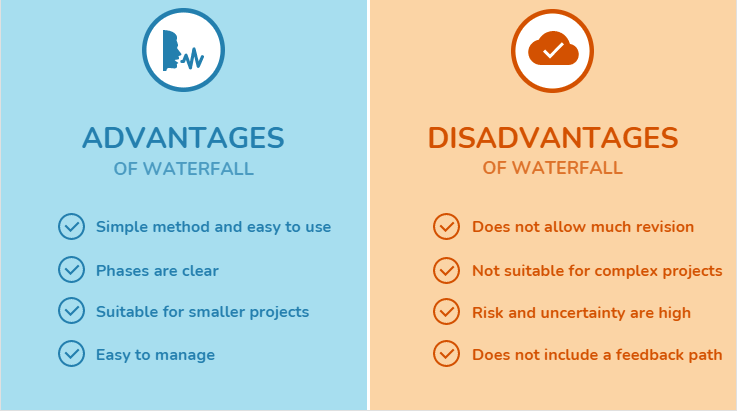 ADVANTAGES
OF WATERFALL
Simple method and easy to use
Phases are clear
Suitable for smaller projects
Easy to manage
DISADVANTAGES
OF WATERFALL
Does not allow much revision
Not suitable for complex projects
Risk and uncertainty are high
Does not include a feedback path